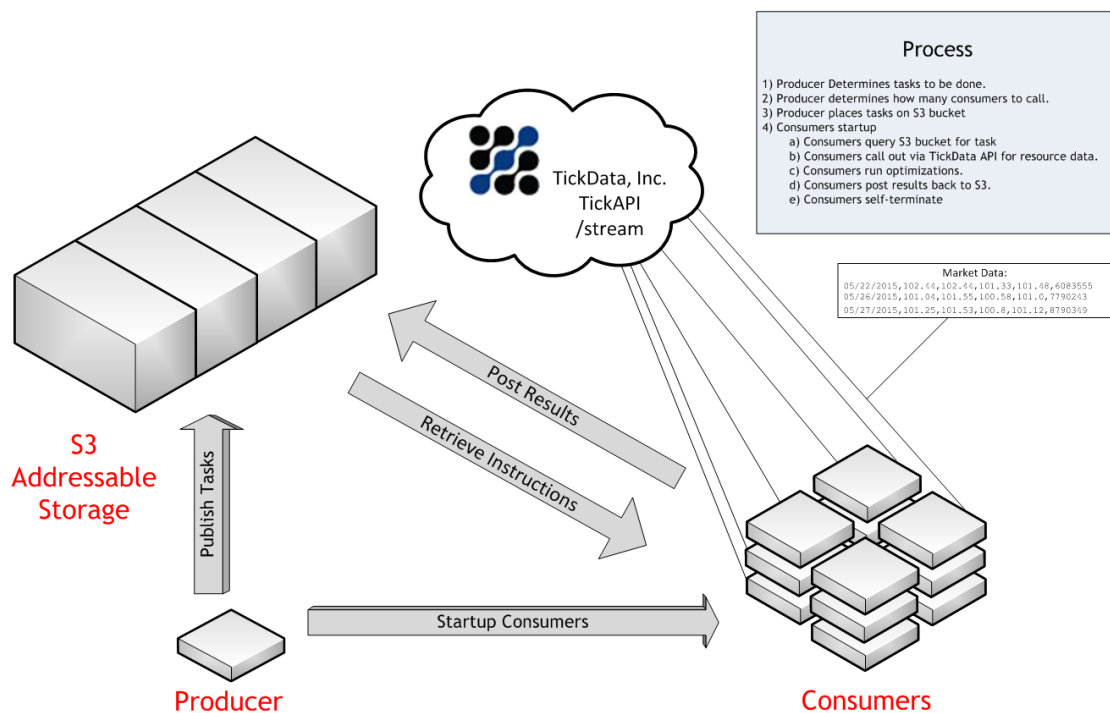 Process
1) Producer Determines tasks to be done.
2) Producer determines how many consumers to call.
3) Producer places tasks on S3 bucket
4) Consumers startup
a) Consumers query S3 bucket for task
b) Consumers call out via TickData API for resource data.
c) Consumers run optimizations.
d) Consumers post results back to S3.
e) Consumers self-terminate
TickData, Inc.
TickAPI
/stream
Market Data:
05/22/2015,102.44,102.44,101.33,101.48,6083555
05/26/2015,101.04,101.55,100.58,101.0,7790243
05/27/2015,101.25,101.53,100.8,101.12,8790349
Post Results
Retrieve Instructions
S3
Addressable
Storage
Publish Tasks
Startup Consumers
Producer
Consumers